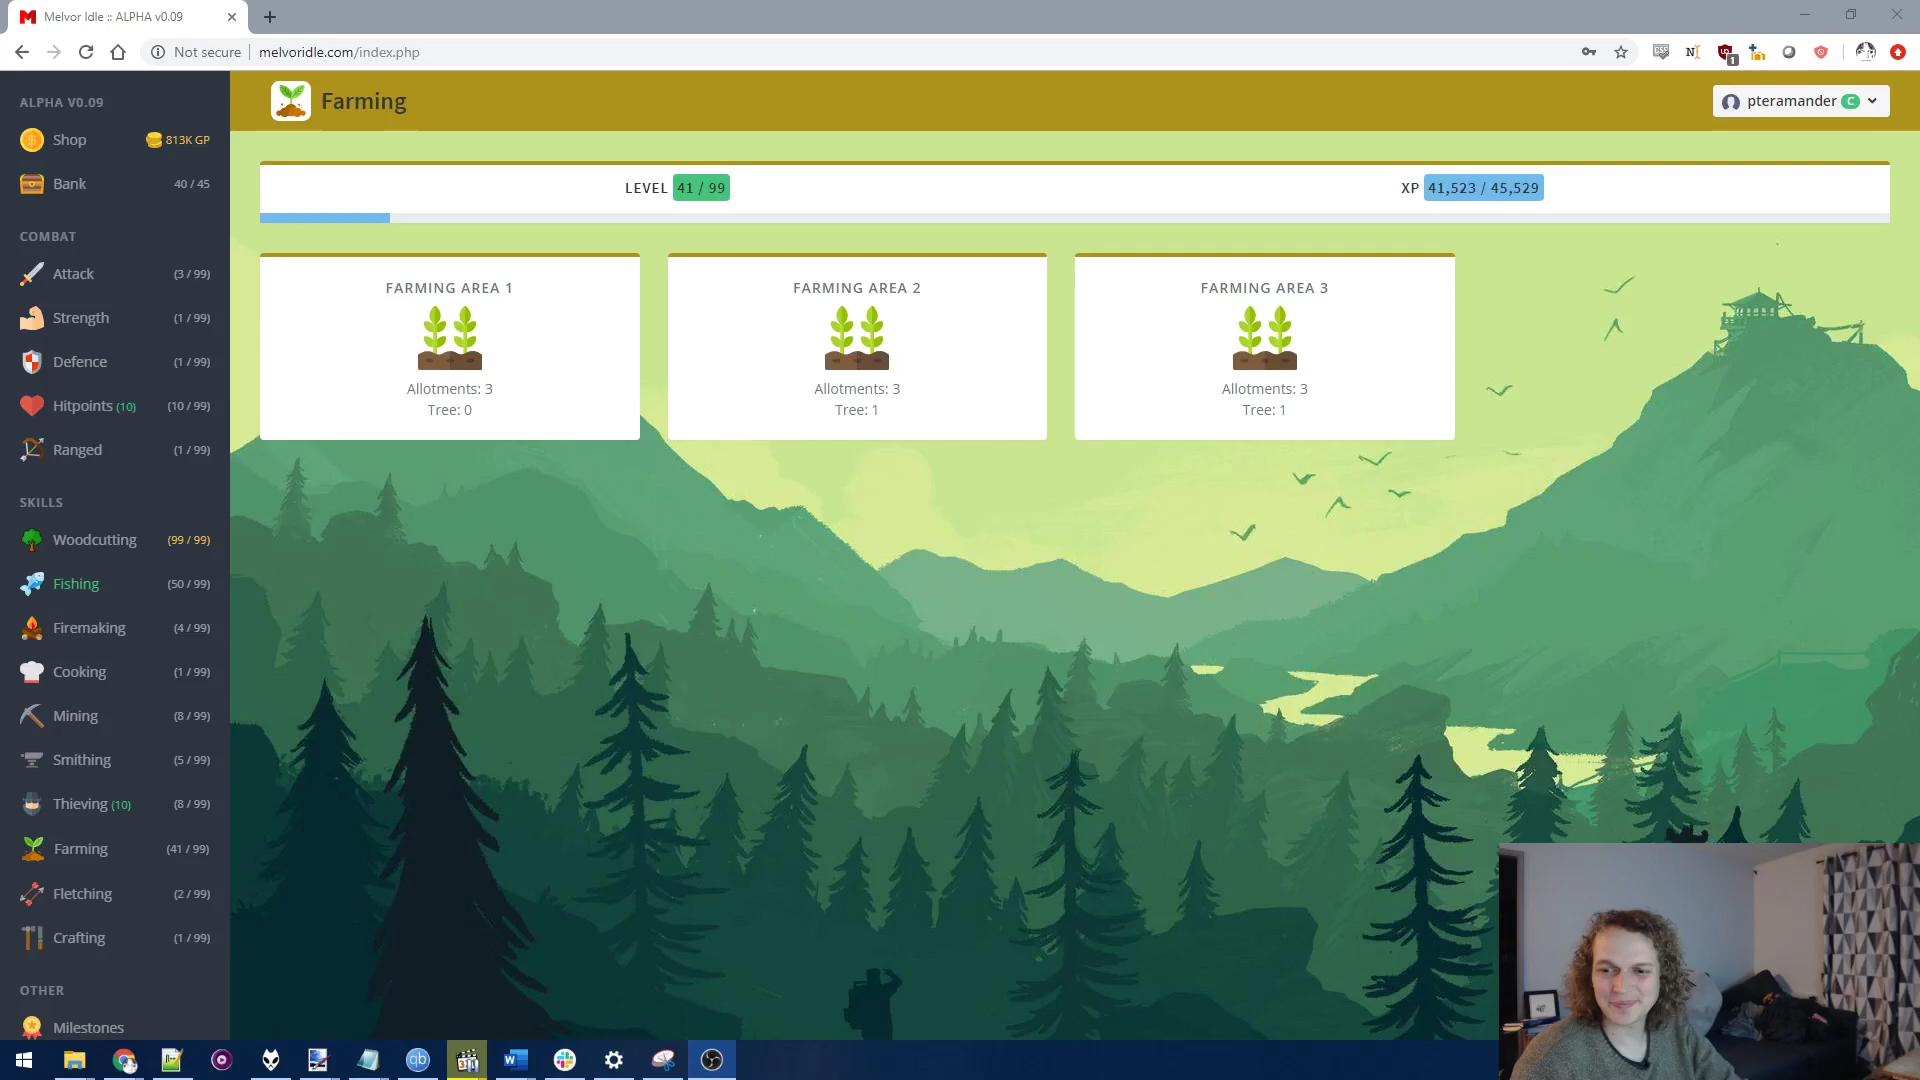 Melvor Idle :: ALPHA v0.09
Not secure
melvoridle.com/index.php
ALPHA V0.09
Shop
813K GP
Bank
40 / 45
COMBAT
Attack
(3 / 99)
Strength
(1 / 99)
Defence
(1 / 99)
Hitpoints (10)
(10 / 99)
Ranged
(1 / 99)
SKILLS
Woodcutting
(99 / 99)
Fishing
(50 / 99)
Firemaking
(4 / 99)
Cooking
(1 / 99)
Mining
(8 / 99)
Smithing
(5 / 99)
Thieving (10)
(8 / 99)
Farming
(41 / 99)
Fletching
(2 / 99)
Crafting
(1 / 99)
OTHER
Milestones
Farming
pteramander C
LEVEL 41 / 99
XP 41,523 / 45,529
FARMING AREA 1
Allotments: 3
Tree: 0
FARMING AREA 2
Allotments: 3
Tree: 1
FARMING AREA 3
Allotments: 3
Tree: 1